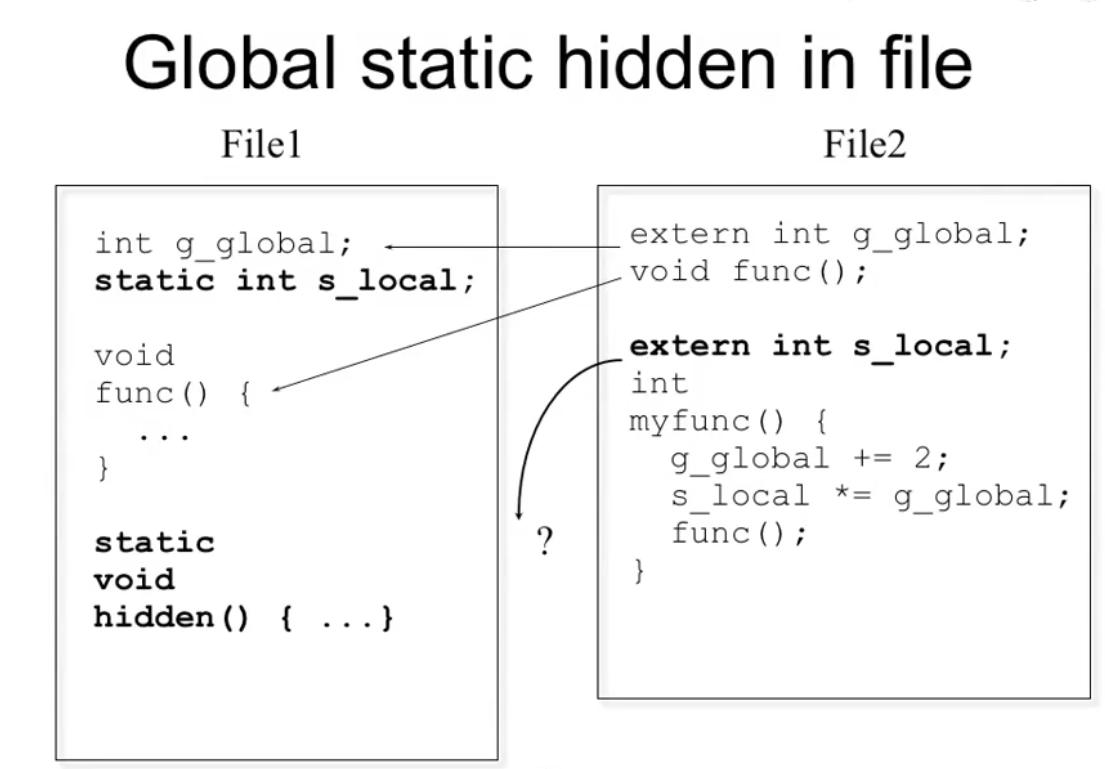 Global static hidden in file
File1
int g_global;
static int s_local;
void
func() {
...
}
static
void
hidden() { ...}
File2
extern int g_global;
void func();
extern int s_local;
int
myfunc() {
g_global += 2;
s_local *= g_global;
func();
}
?